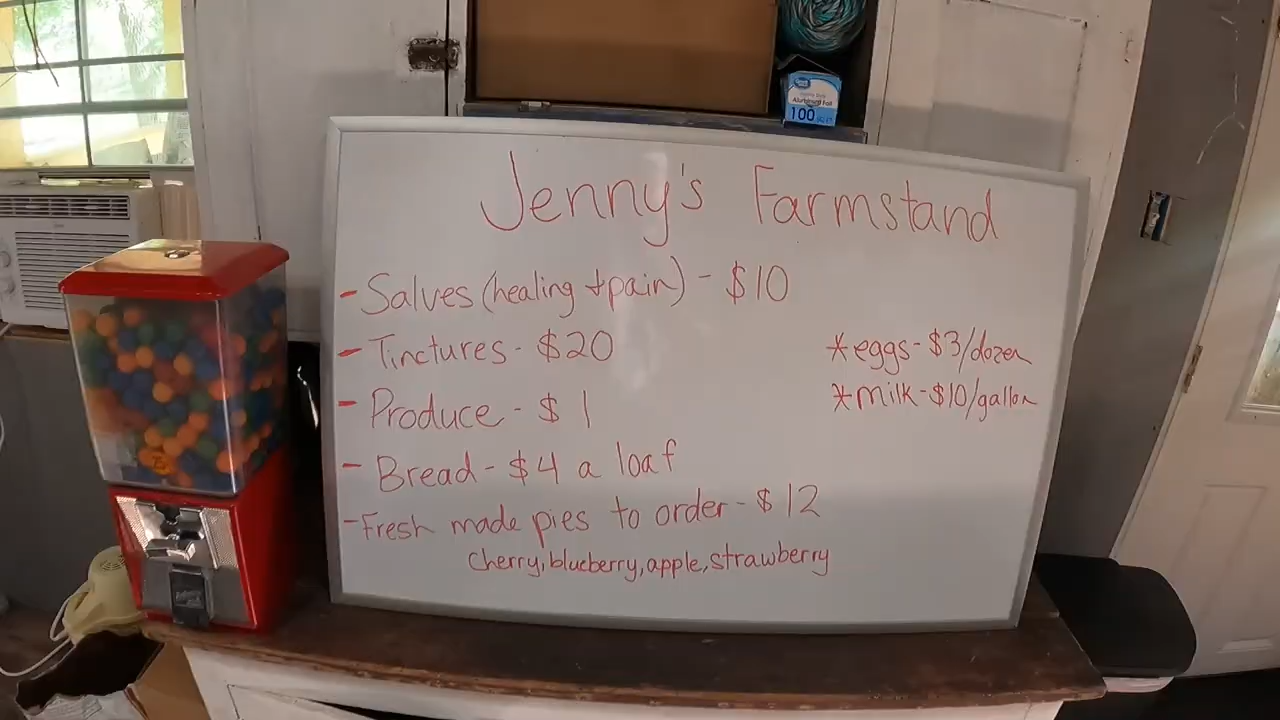 Jenny's Farmstand
- Salves (healing + pain) - $10
- Tinctures - $20
- Produce - $1
- Bread - $4 a loaf
- Fresh made pies to order - $12
cherry, blueberry, apple, strawberry
*eggs - $3/dozen
*milk - $10/gallon
Aluminum Foil
100